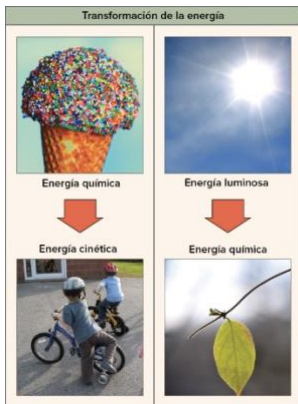 Transformación de la energía
Energía química
Energía luminosa
Energía cinética
Energía química